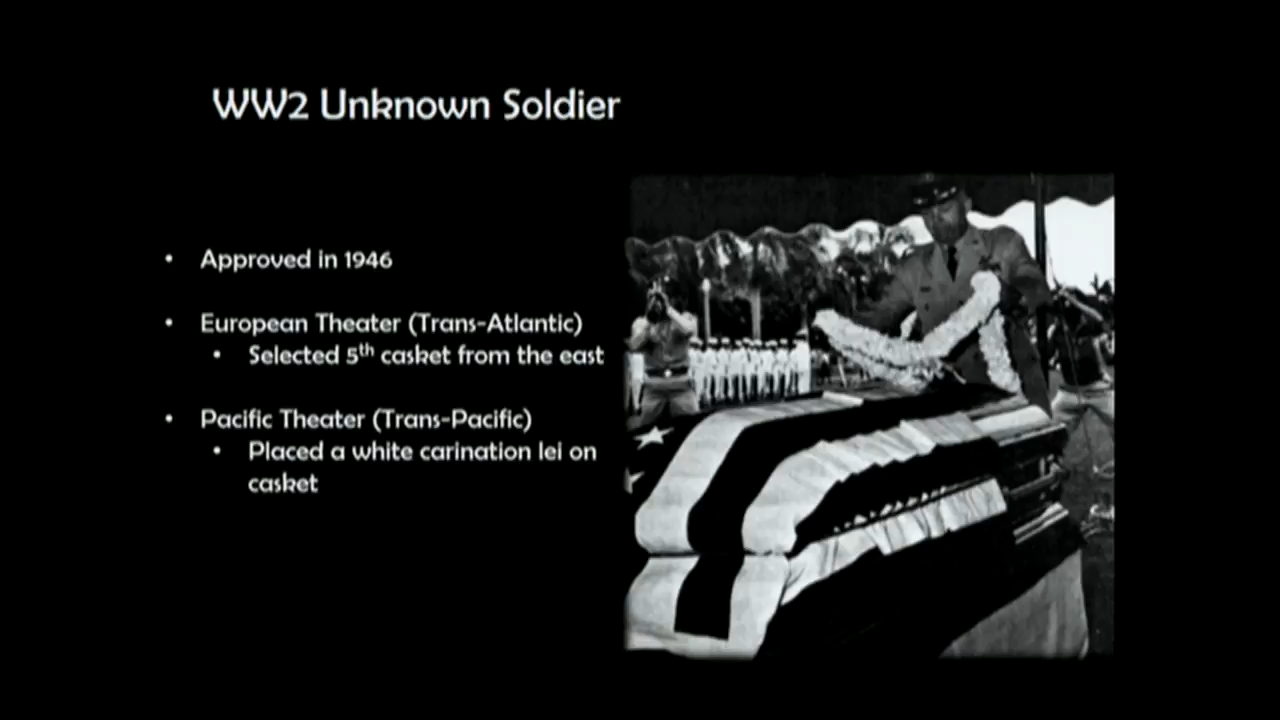 WW2 Unknown Soldier
• Approved in 1946
• European Theater (Trans-Atlantic)
• Selected 5th casket from the east
• Pacific Theater (Trans-Pacific)
• Placed a white carination lei on
casket